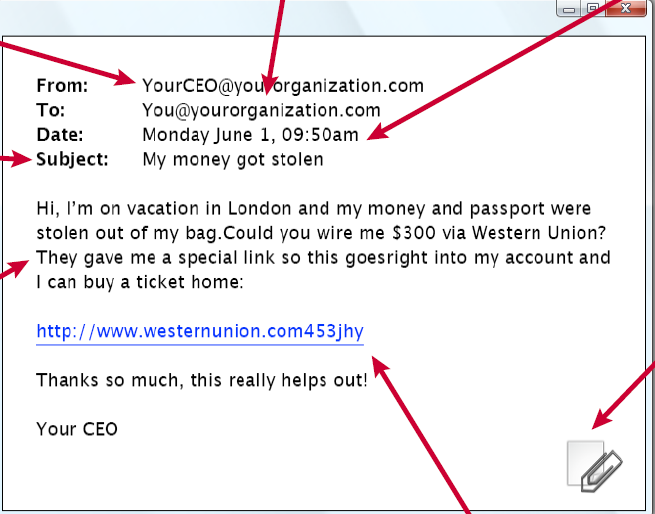 From: YourCEO@yourorganization.com
To: You@yourorganization.com
Date: Monday June 1, 09:50am
Subject: My money got stolen
Hi, I'm on vacation in London and my money and passport were
stolen out of my bag.Could you wire me $300 via Western Union?
They gave me a special link so this goesright into my account and
I can buy a ticket home:
http://www.westernunion.com453jhy
Thanks so much, this really helps out!
Your CEO